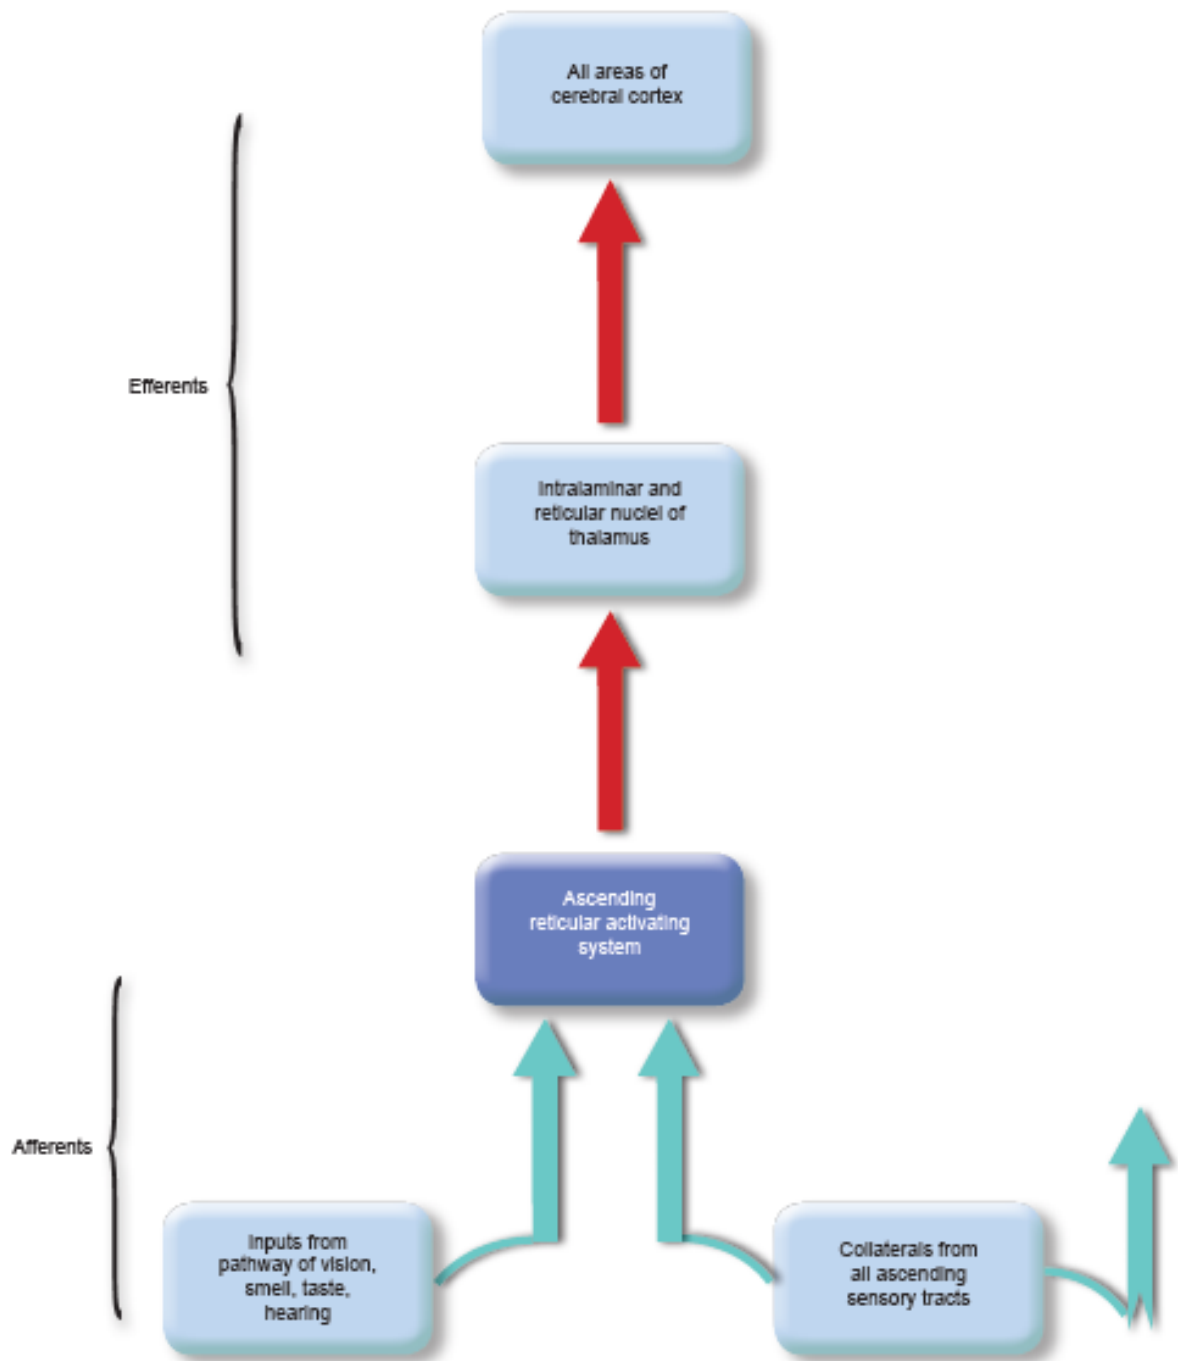 All areas of
cerebral cortex
Efferents
Intralaminar and
reticular nuclei of
thalamus
Ascending
reticular activating
system
Afferents
Inputs from
pathway of vision,
smell, taste,
hearing
Collaterals from
all ascending
sensory tracts